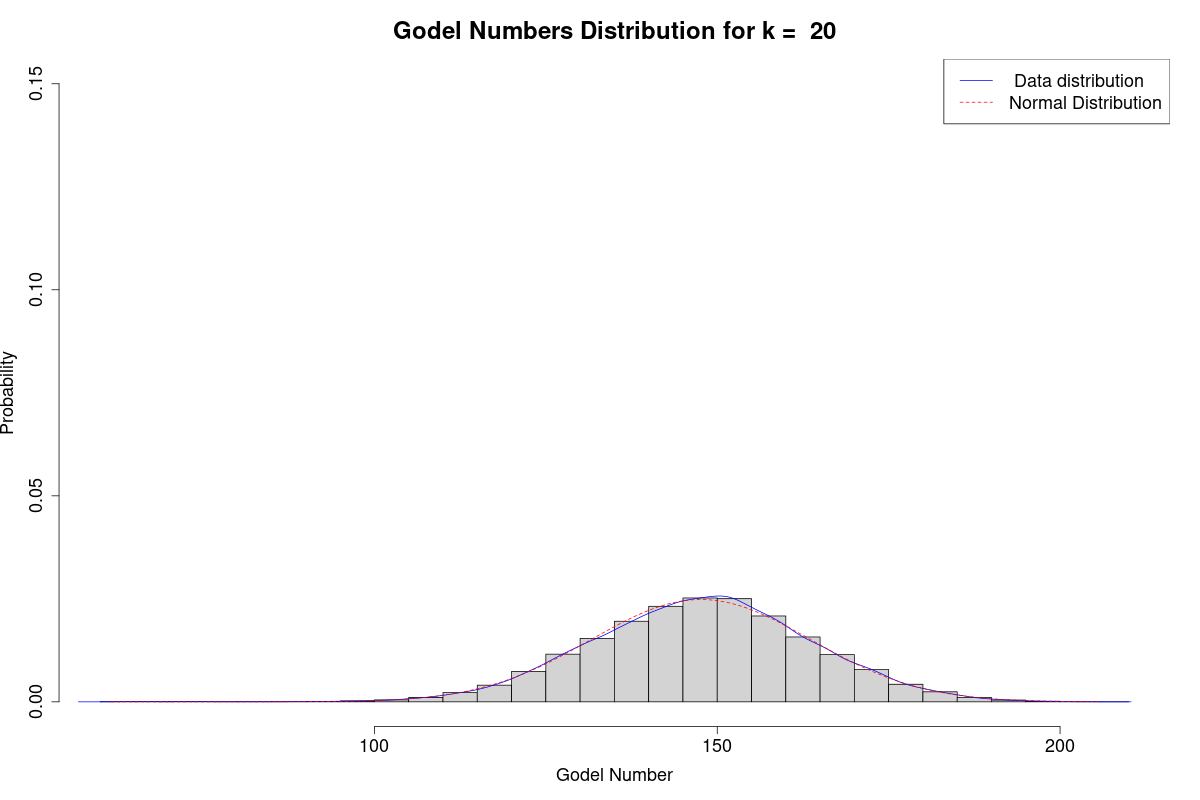 Godel Numbers Distribution for k =  20
Data distribution
Normal Distribution
0.15
0.10
0.05
0.00
Probability
100 150 200
Godel Number